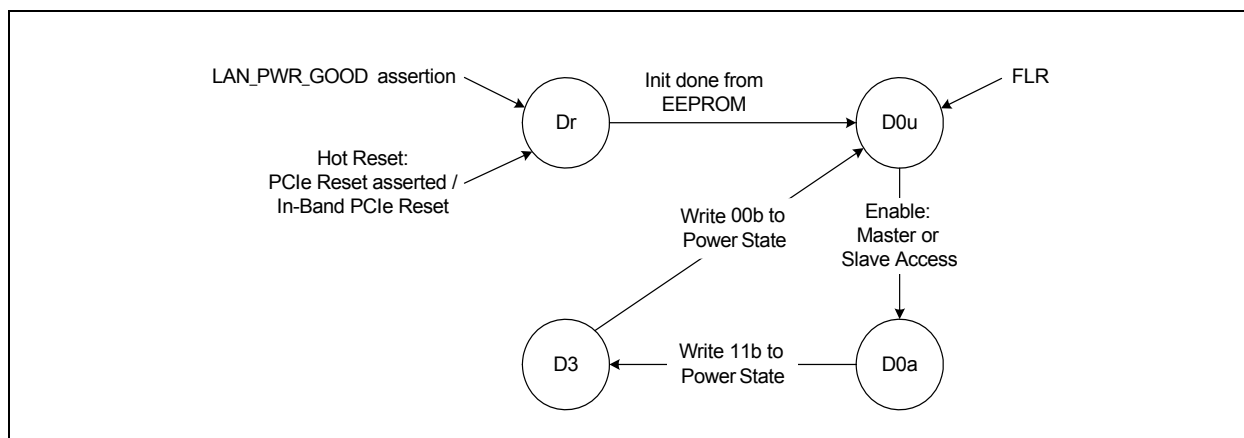 LAN_PWR_GOOD assertion
Init done from
EEPROM
FLR
Dr
D0u
Hot Reset:
PCIe Reset asserted /
In-Band PCIe Reset
Write 00b to
Power State
Enable:
Master or
Slave Access
D3
Write 11b to
Power State
D0a